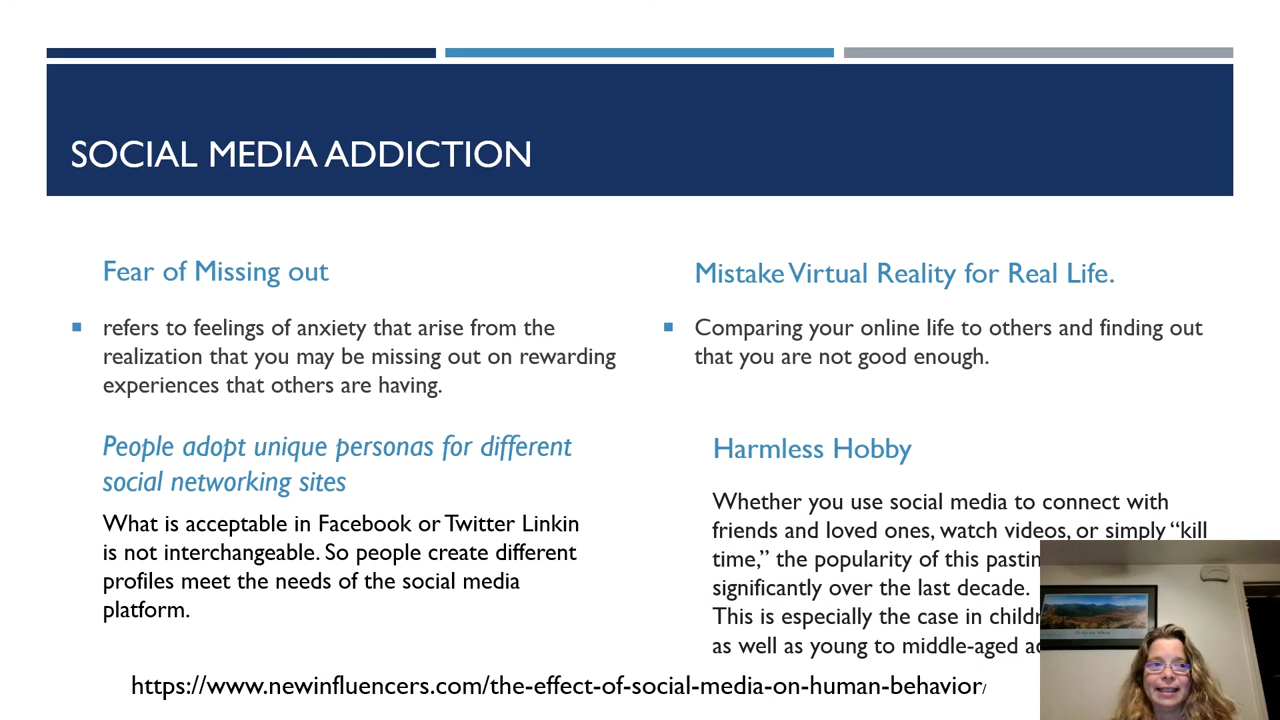 SOCIAL MEDIA ADDICTION
Fear of Missing out
refers to feelings of anxiety that arise from the
realization that you may be missing out on rewarding
experiences that others are having.
People adopt unique personas for different
social networking sites
What is acceptable in Facebook or Twitter Linkin
is not interchangeable. So people create different
profiles meet the needs of the social media
platform.
Mistake Virtual Reality for Real Life.
Comparing your online life to others and finding out
that you are not good enough.
Harmless Hobby
Whether you use social media to connect with
friends and loved ones, watch videos, or simply “kill
time,” the popularity of this
significantly over the last decade.
This is especially the case in
as well as young to middle-aged
https://www.newinfluencers.com/the-effect-of-social-media-on-human-behavior/